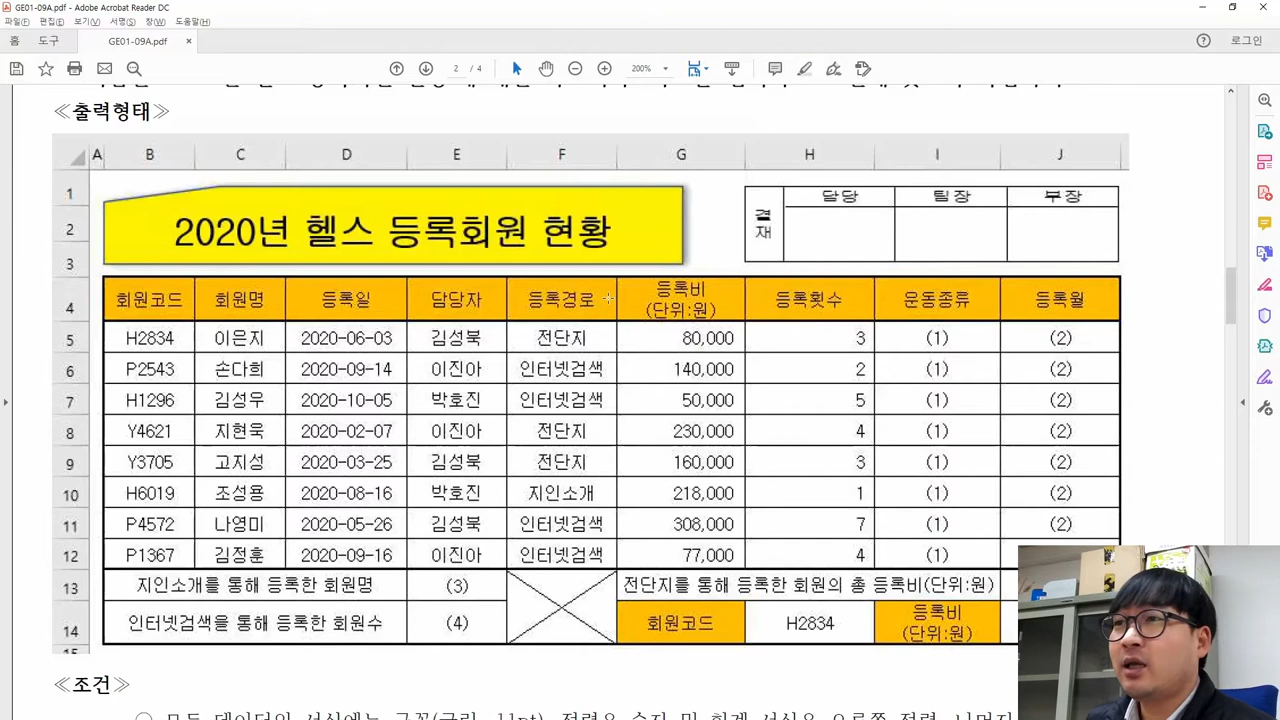 GE01-09A.pdf - Adobe Acrobat Reader DC
파일(F) 편집(E) 보기(V) 서명(S) 창(W) 도움말(H)
홈 도구 GE01-09A.pdf × 로그인
2 / 4 200%
≪출력형태≫
A B C D E F G H I J
1 담당 팀장 부장
2 2020년 헬스 등록회원 현황 결재
3
4 회원코드 회원명 등록일 담당자 등록경로 등록비 (단위:원) 등록횟수 운동종류 등록월
5 H2834 이은지 2020-06-03 김성북 전단지 80,000 3 (1) (2)
6 P2543 손다희 2020-09-14 이진아 인터넷검색 140,000 2 (1) (2)
7 H1296 김성우 2020-10-05 박호진 인터넷검색 50,000 5 (1) (2)
8 Y4621 지현욱 2020-02-07 이진아 전단지 230,000 4 (1) (2)
9 Y3705 고지성 2020-03-25 김성북 전단지 160,000 3 (1) (2)
10 H6019 조성용 2020-08-16 박호진 지인소개 218,000 1 (1) (2)
11 P4572 나영미 2020-05-26 김성북 인터넷검색 308,000 7 (1) (2)
12 P1367 김정훈 2020-09-16 이진아 인터넷검색 77,000 4 (1)
13 지인소개를 통해 등록한 회원명 (3) 전단지를 통해 등록한 회원의 총 등록비(단위:원)
14 인터넷검색을 통해 등록한 회원수 (4) 회원코드 H2834 등록비 (단위:원)
≪조건≫